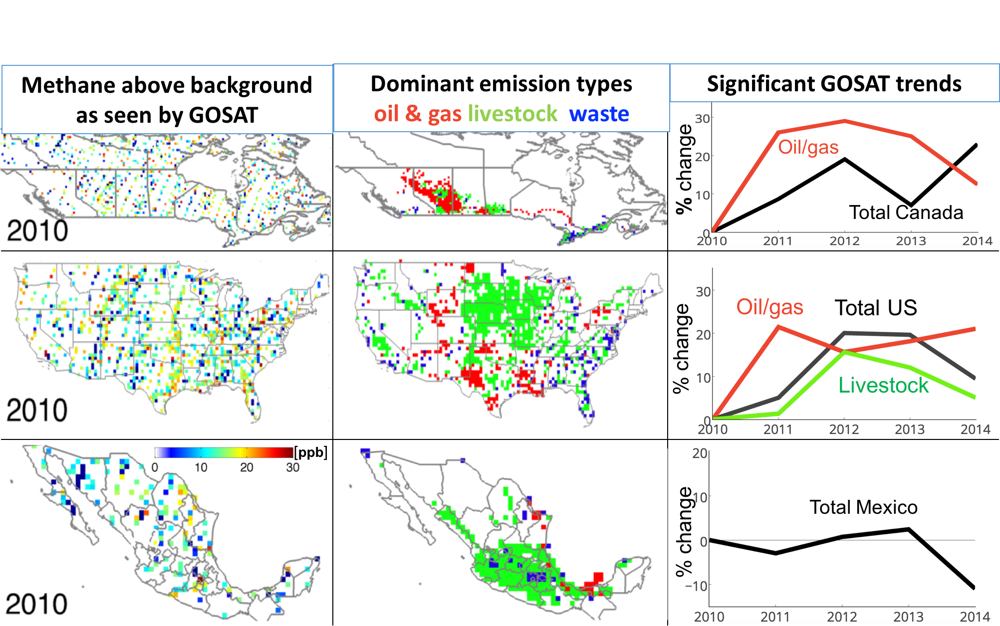 Methane above background
as seen by GOSAT
Dominant emission types
oil & gas livestock waste
Significant GOSAT trends
2010
% change
30
20
10
0
Oil/gas
Total Canada
2010 2011 2012 2013 2014
2010
% change
30
20
10
0
Oil/gas
Total US
Livestock
2010 2011 2012 2013 2014
[ppb]
0 10 20 30
2010
% change
20
10
0
−10
Total Mexico
2010 2011 2012 2013 2014